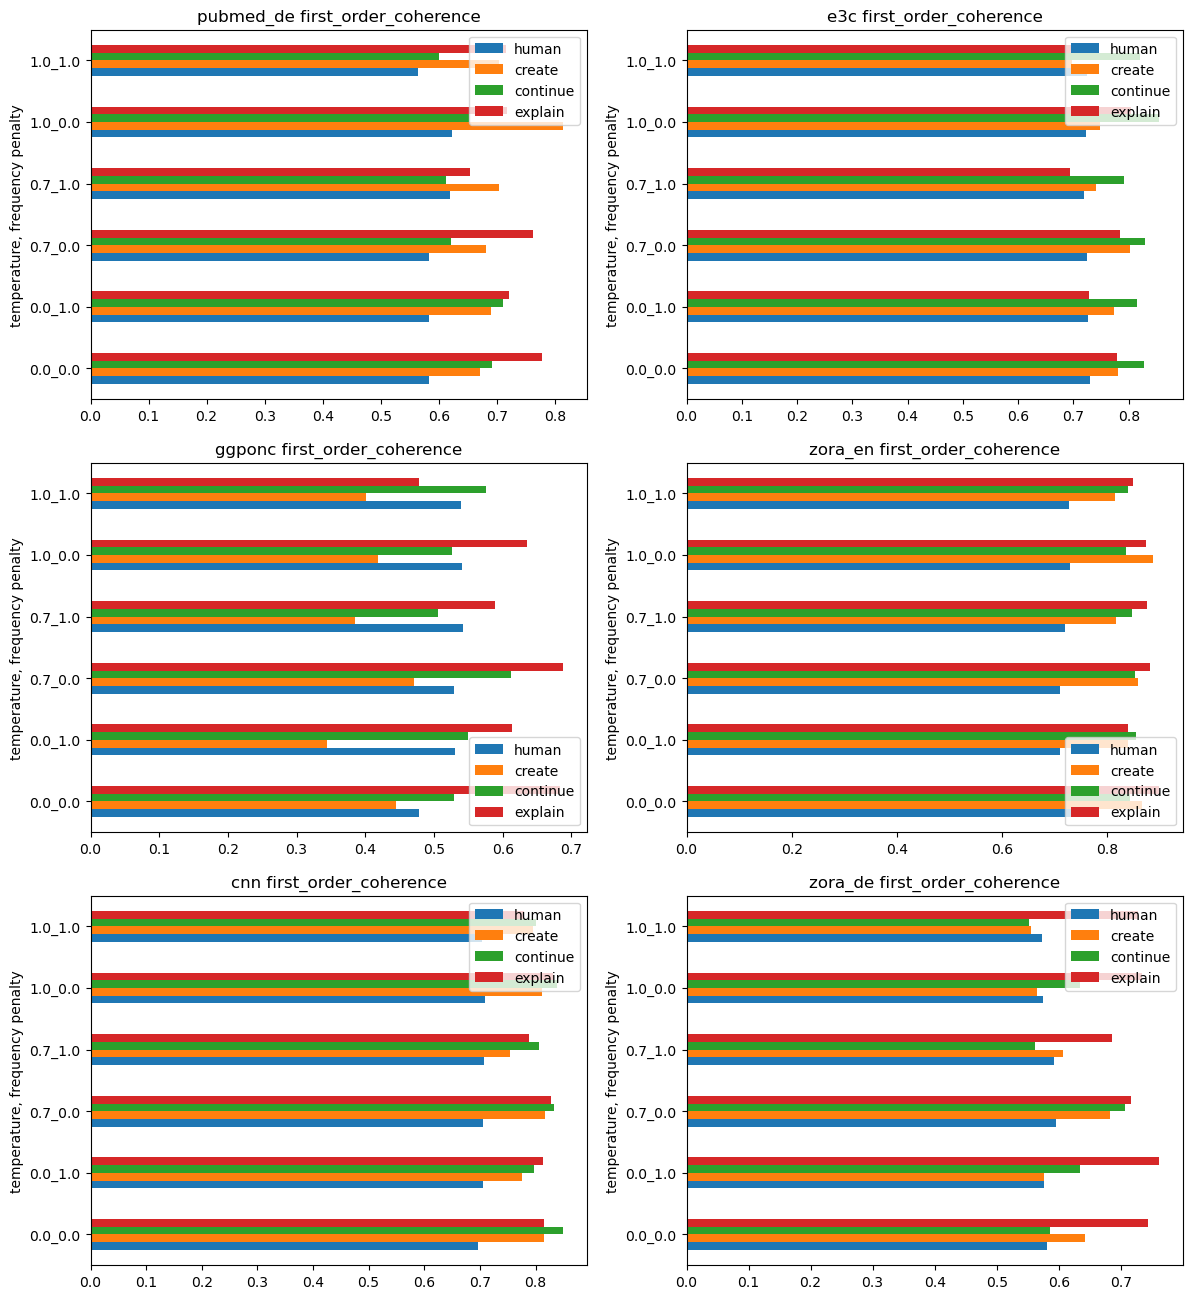 pubmed_de first_order_coherence
temperature, frequency penalty
1.0_1.0
1.0_0.0
0.7_1.0
0.7_0.0
0.0_1.0
0.0_0.0
human
create
continue
explain
0.0 0.1 0.2 0.3 0.4 0.5 0.6 0.7 0.8
e3c first_order_coherence
temperature, frequency penalty
1.0_1.0
1.0_0.0
0.7_1.0
0.7_0.0
0.0_1.0
0.0_0.0
human
create
continue
explain
0.0 0.1 0.2 0.3 0.4 0.5 0.6 0.7 0.8
ggponc first_order_coherence
temperature, frequency penalty
1.0_1.0
1.0_0.0
0.7_1.0
0.7_0.0
0.0_1.0
0.0_0.0
human
create
continue
explain
0.0 0.1 0.2 0.3 0.4 0.5 0.6 0.7
zora_en first_order_coherence
temperature, frequency penalty
1.0_1.0
1.0_0.0
0.7_1.0
0.7_0.0
0.0_1.0
0.0_0.0
human
create
continue
explain
0.0 0.2 0.4 0.6 0.8
cnn first_order_coherence
temperature, frequency penalty
1.0_1.0
1.0_0.0
0.7_1.0
0.7_0.0
0.0_1.0
0.0_0.0
human
create
continue
explain
0.0 0.1 0.2 0.3 0.4 0.5 0.6 0.7 0.8
zora_de first_order_coherence
temperature, frequency penalty
1.0_1.0
1.0_0.0
0.7_1.0
0.7_0.0
0.0_1.0
0.0_0.0
human
create
continue
explain
0.0 0.1 0.2 0.3 0.4 0.5 0.6 0.7